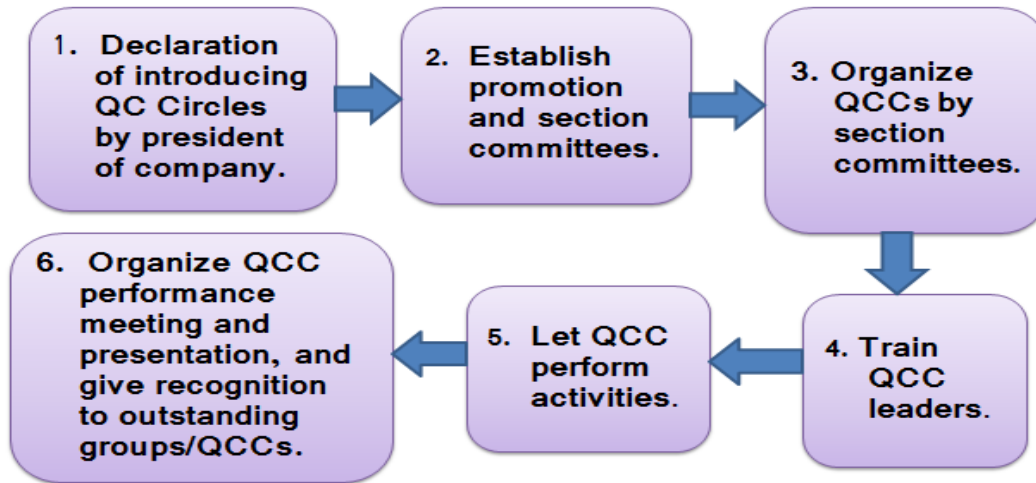 1. Declaration
of introducing
QC Circles
by president
of company.
2. Establish
promotion
and section
committees.
3. Organize
QCCs by
section
committees.
4. Train
QCC
leaders.
5. Let QCC
perform
activities.
6. Organize QCC
performance
meeting and
presentation, and
give recognition
to outstanding
groups/QCCs.